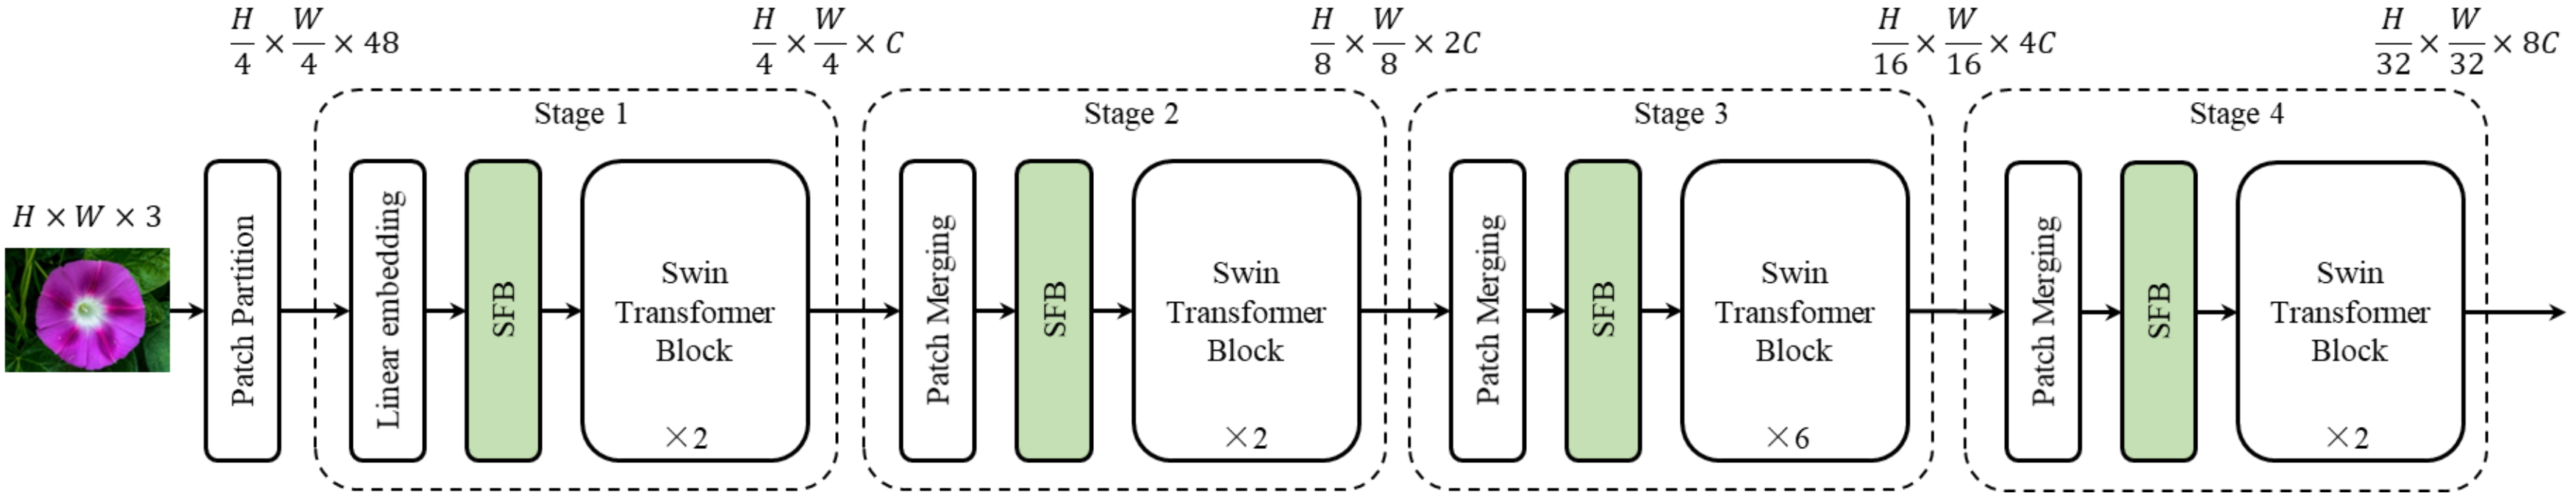 H/4 × W/4 × 48
H/4 × W/4 × C
H/8 × W/8 × 2C
H/16 × W/16 × 4C
H/32 × W/32 × 8C
H × W × 3
Patch Partition
Stage 1
Linear embedding
SFB
Swin
Transformer
Block
×2
Stage 2
Patch Merging
SFB
Swin
Transformer
Block
×2
Stage 3
Patch Merging
SFB
Swin
Transformer
Block
×6
Stage 4
Patch Merging
SFB
Swin
Transformer
Block
×2